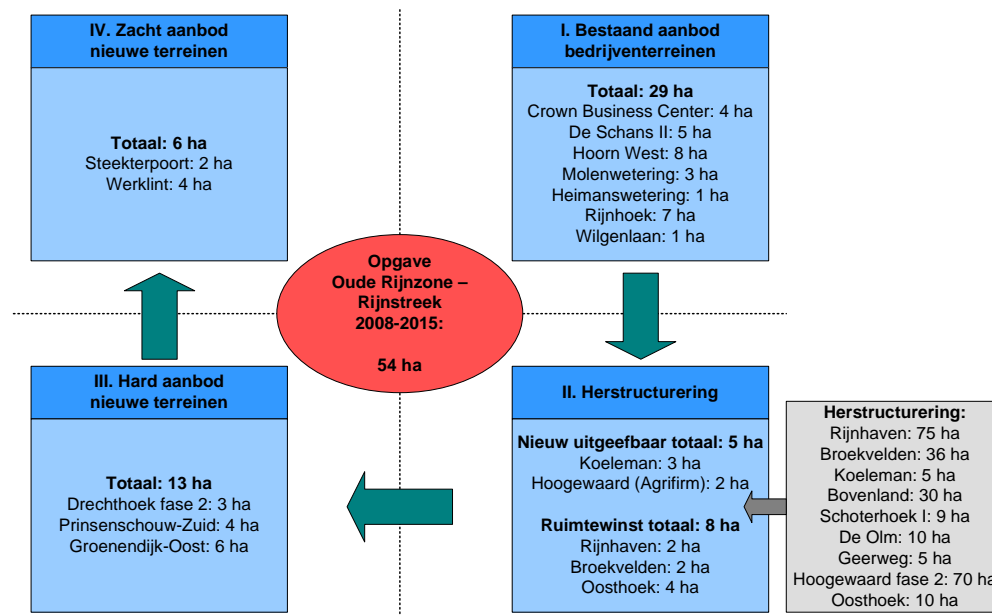 IV. Zacht aanbod
nieuwe terreinen
Totaal: 6 ha
Steekterpoort: 2 ha
Werklint: 4 ha
I. Bestaand aanbod
bedrijventerreinen
Totaal: 29 ha
Crown Business Center: 4 ha
De Schans II: 5 ha
Hoorn West: 8 ha
Molenwetering: 3 ha
Heimanswetering: 1 ha
Rijnhoek: 7 ha
Wilgenlaan: 1 ha
Opgave
Oude Rijnzone –
Rijnstreek
2008-2015:
54 ha
III. Hard aanbod
nieuwe terreinen
Totaal: 13 ha
Drechthoek fase 2: 3 ha
Prinsenschouw-Zuid: 4 ha
Groenendijk-Oost: 6 ha
II. Herstructurering
Nieuw uitgeefbaar totaal: 5 ha
Koeleman: 3 ha
Hoogewaard (Agrifirm): 2 ha
Ruimtewinst totaal: 8 ha
Rijnhaven: 2 ha
Broekvelden: 2 ha
Oosthoek: 4 ha
Herstructurering:
Rijnhaven: 75 ha
Broekvelden: 36 ha
Koeleman: 5 ha
Bovenland: 30 ha
Schoterhoek I: 9 ha
De Olm: 10 ha
Geerweg: 5 ha
Hoogewaard fase 2: 70 ha
Oosthoek: 10 ha